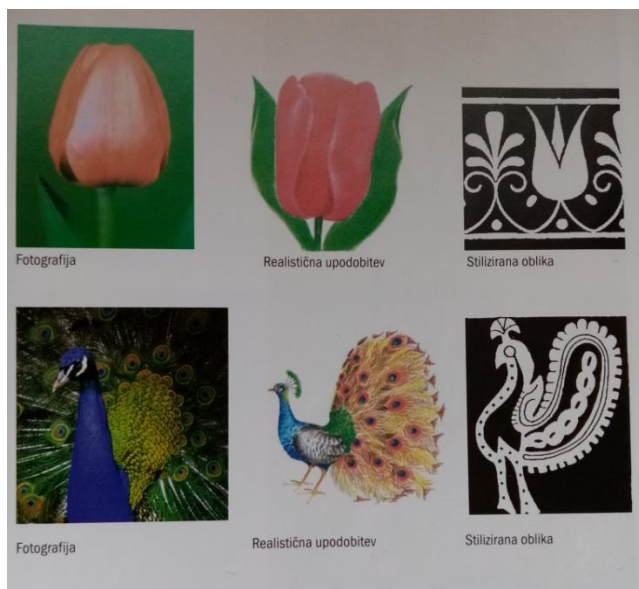 Fotografija
Realistična upodobitev
Stilizirana oblika
Fotografija
Realistična upodobitev
Stilizirana oblika